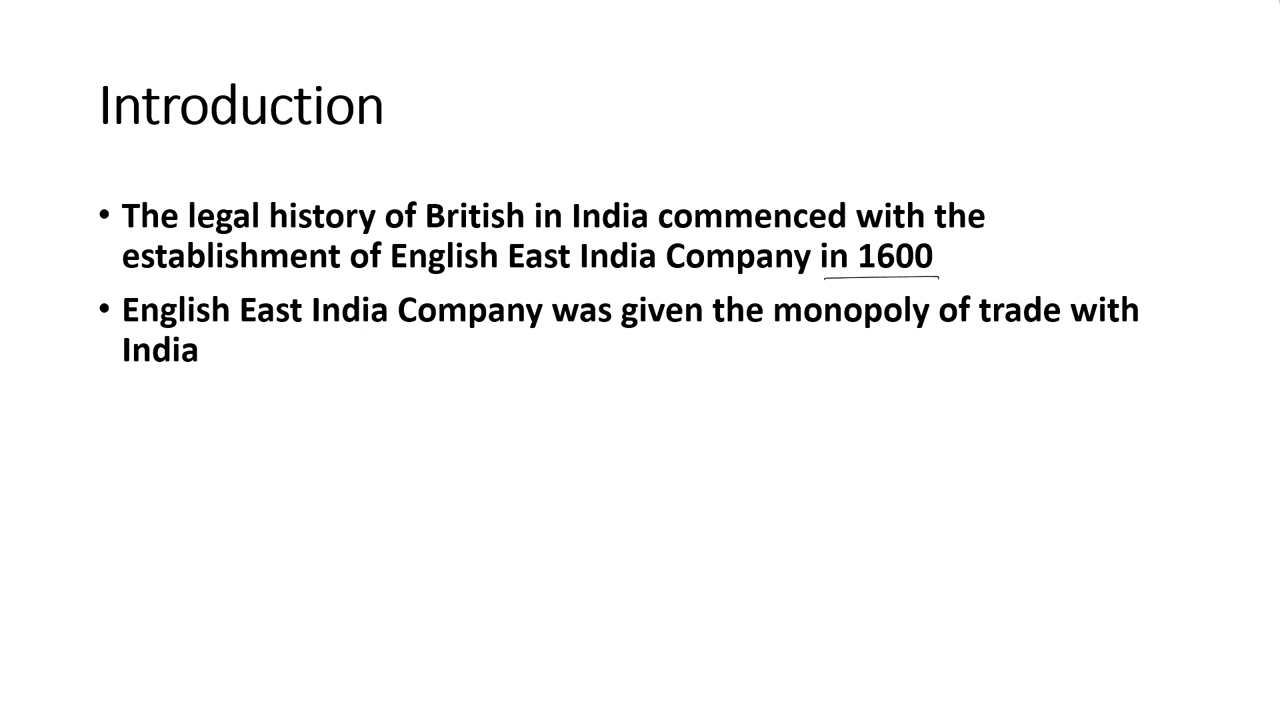 Introduction
• The legal history of British in India commenced with the
establishment of English East India Company in 1600
• English East India Company was given the monopoly of trade with
India